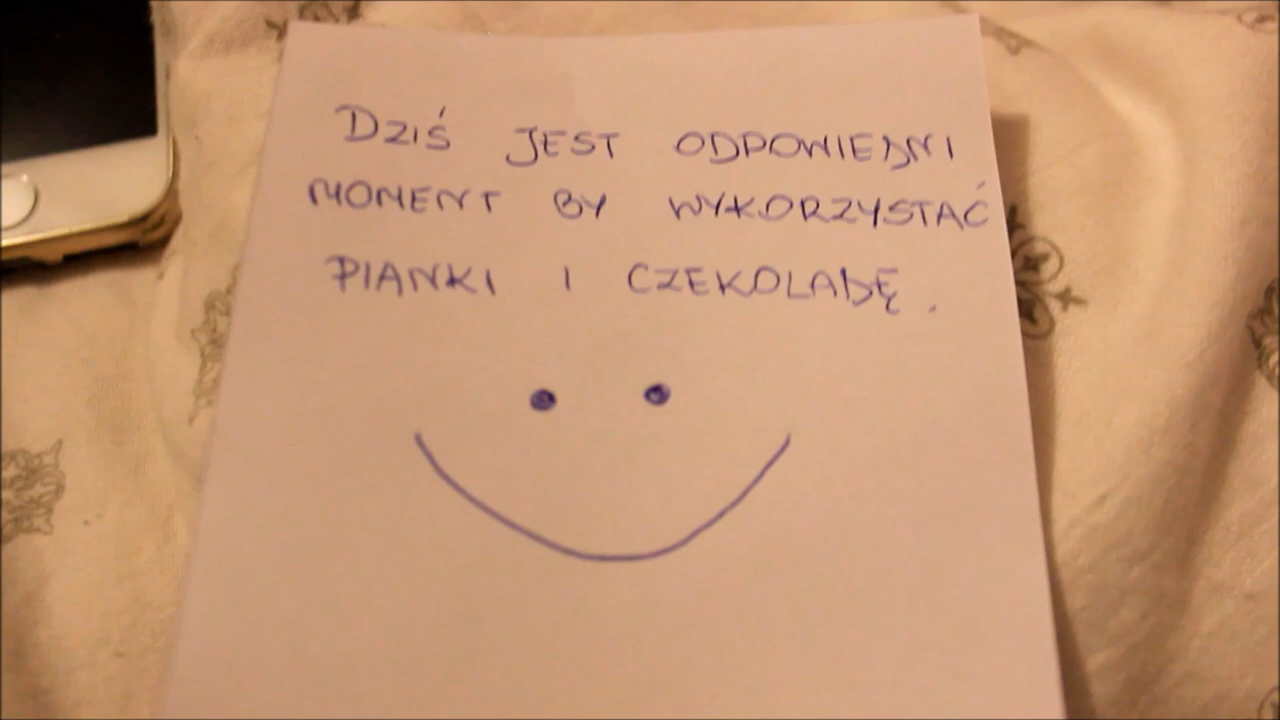 DZIŚ JEST ODPOWIEDNI
MOMENT BY WYKORZYSTAĆ
PIANKI I CZEKOLADĘ.